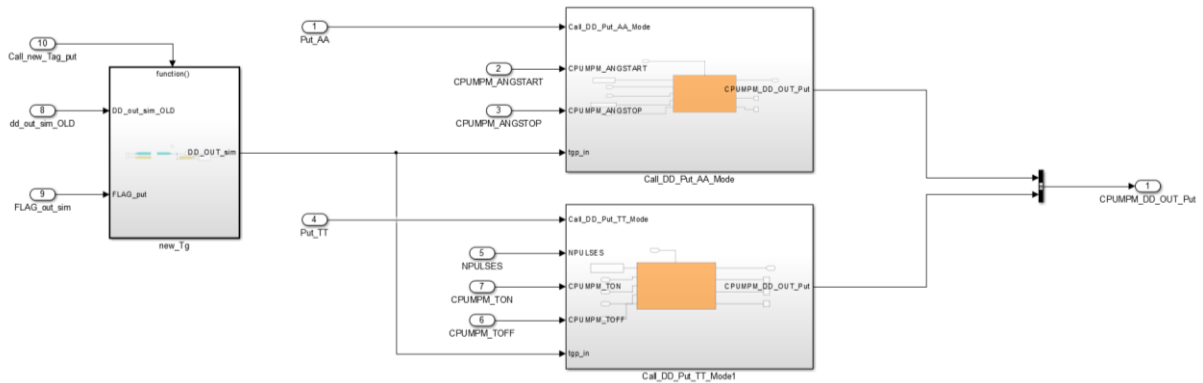 10
Call_new_Tag_put
function()
8
dd_out_sim_OLD
DD_out_sim_OLD
DD_OUT_sim
9
FLAG_out_sim
FLAG_put
new_Tg
1
Put_AA
Call_DD_Put_AA_Mode
2
CPUMPM_ANGSTART
CPUMPM_ANGSTART
CPUMPM_DD_OUT_Put
3
CPUMPM_ANGSTOP
CPUMPM_ANGSTOP
tgp_in
Call_DD_Put_AA_Mode
4
Put_TT
Call_DD_Put_TT_Mode
5
NPULSES
NPULSES
7
CPUMPM_TON
CPUMPM_TON
CPUMPM_DD_OUT_Put
6
CPUMPM_TOFF
CPUMPM_TOFF
tgp_in
Call_DD_Put_TT_Mode1
1
CPUMPM_DD_OUT_Put